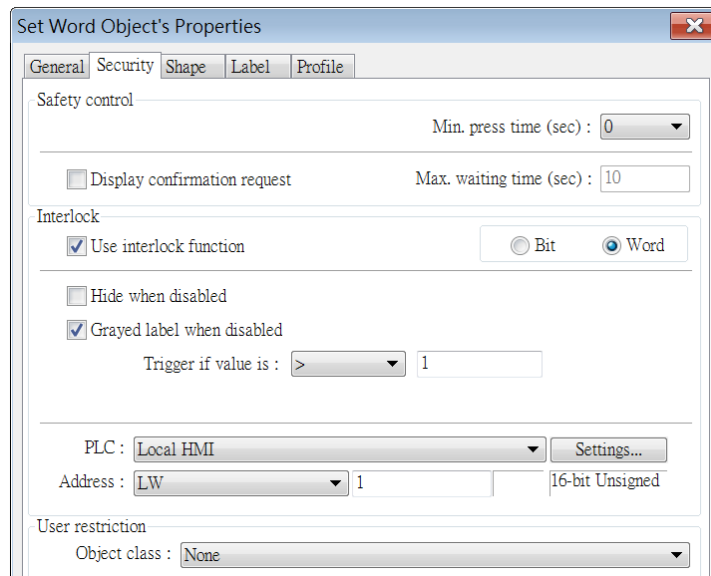 Set Word Object's Properties
General Security Shape Label Profile
Safety control
Min. press time (sec) : 0
Display confirmation request Max. waiting time (sec) : 10
Interlock
Use interlock function Bit Word
Hide when disabled
Grayed label when disabled
Trigger if value is : > 1
PLC : Local HMI Settings...
Address : LW 1 16-bit Unsigned
User restriction
Object class : None